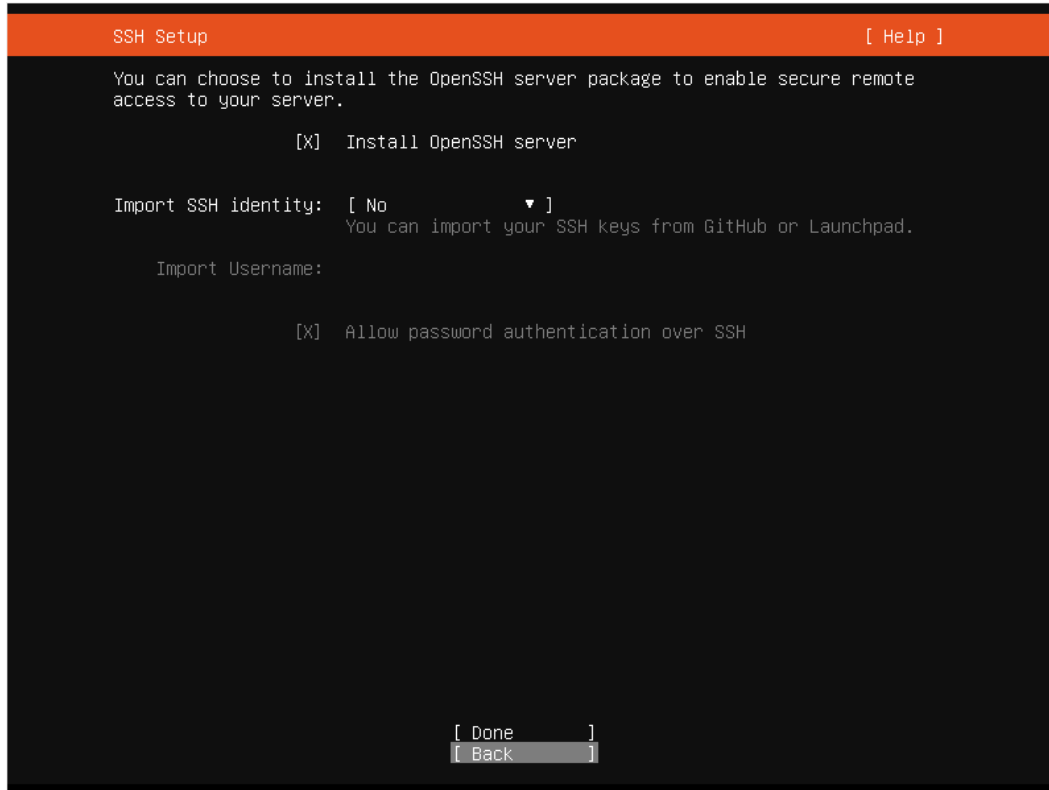 SSH Setup [ Help ]
You can choose to install the OpenSSH server package to enable secure remote
access to your server.
[X] Install OpenSSH server
Import SSH identity: [ No ▼ ]
You can import your SSH keys from GitHub or Launchpad.
Import Username:
[X] Allow password authentication over SSH
[ Done ]
[ Back ]